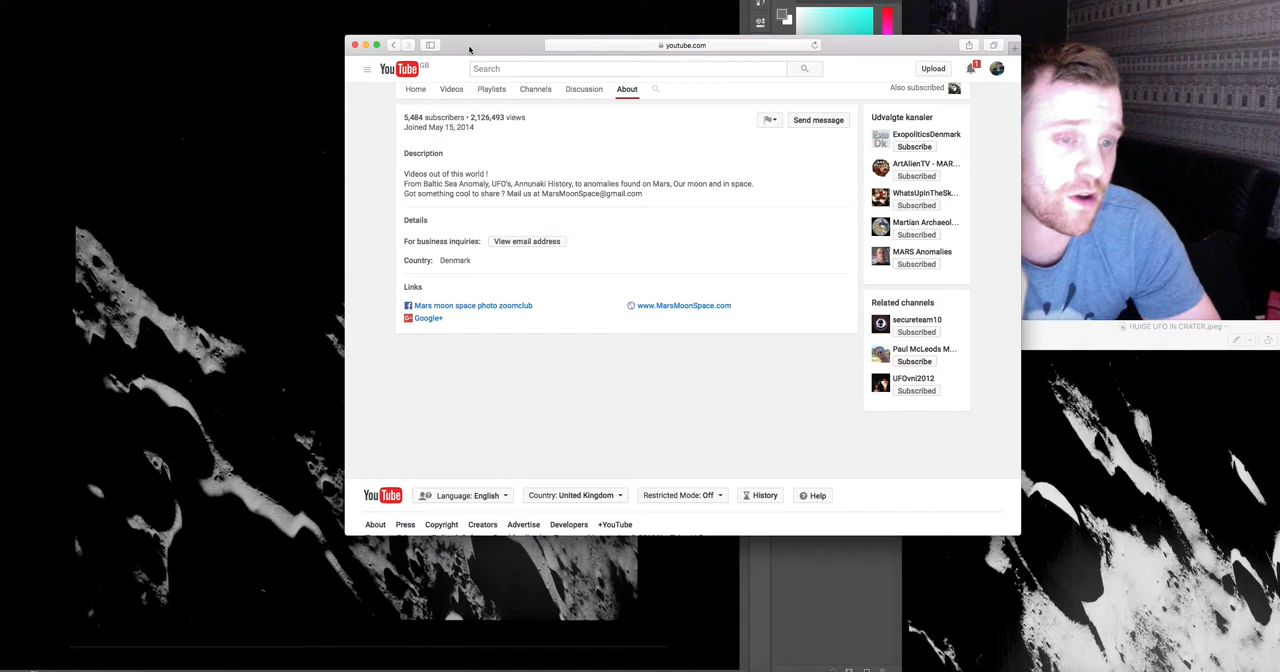 youtube.com
YouTube GB
Search
Upload
1
Home Videos Playlists Channels Discussion About
Also subscribed
5,484 subscribers • 2,126,493 views
Joined May 15, 2014
Send message
Description
Videos out of this world !
From Baltic Sea Anomaly, UFO's, Annunaki History, to anomalies found on Mars, Our moon and in space.
Got something cool to share ? Mail us at MarsMoonSpace@gmail.com
Details
For business inquiries: View email address
Country: Denmark
Links
Mars moon space photo zoomclub
www.MarsMoonSpace.com
Google+
Udvalgte kanaler
Exo Dk
ExopoliticsDenmark
Subscribe
ArtAlienTV - MAR...
Subscribed
WhatsUpInTheSk...
Subscribed
Martian Archaeol...
Subscribed
MARS Anomalies
Subscribed
Related channels
secureteam10
Subscribed
Paul McLeods M...
Subscribe
UFOvni2012
Subscribed
HUIGE UFO IN CRATER.jpeg
YouTube Language: English Country: United Kingdom Restricted Mode: Off History Help
About Press Copyright Creators Advertise Developers +YouTube